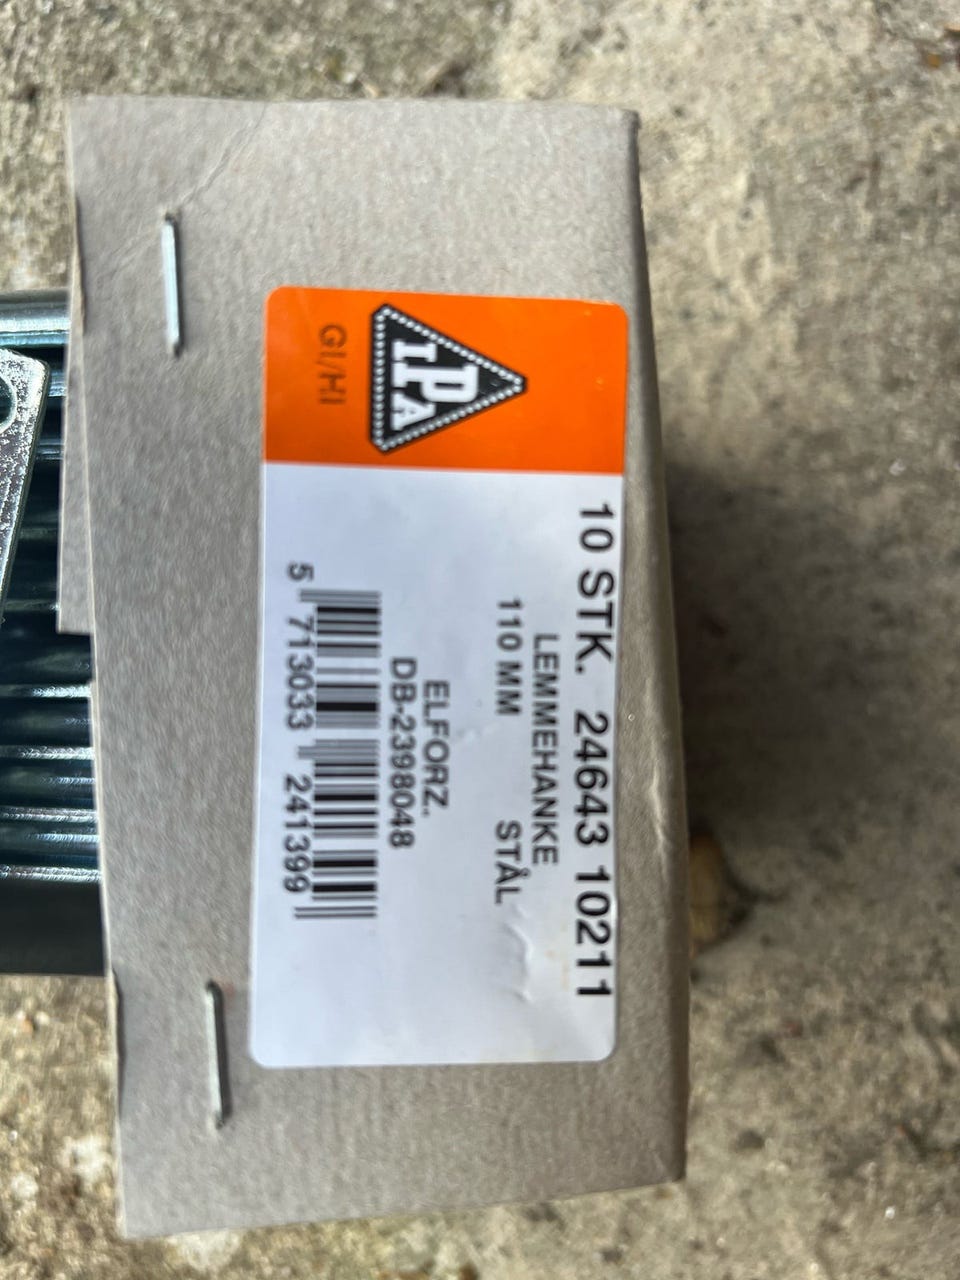 IPA
GI/HI
10 STK. 24643 10211
LEMMEHANKE
110 MM STÅL
ELFORZ.
DB-2398048
5 713033 241399